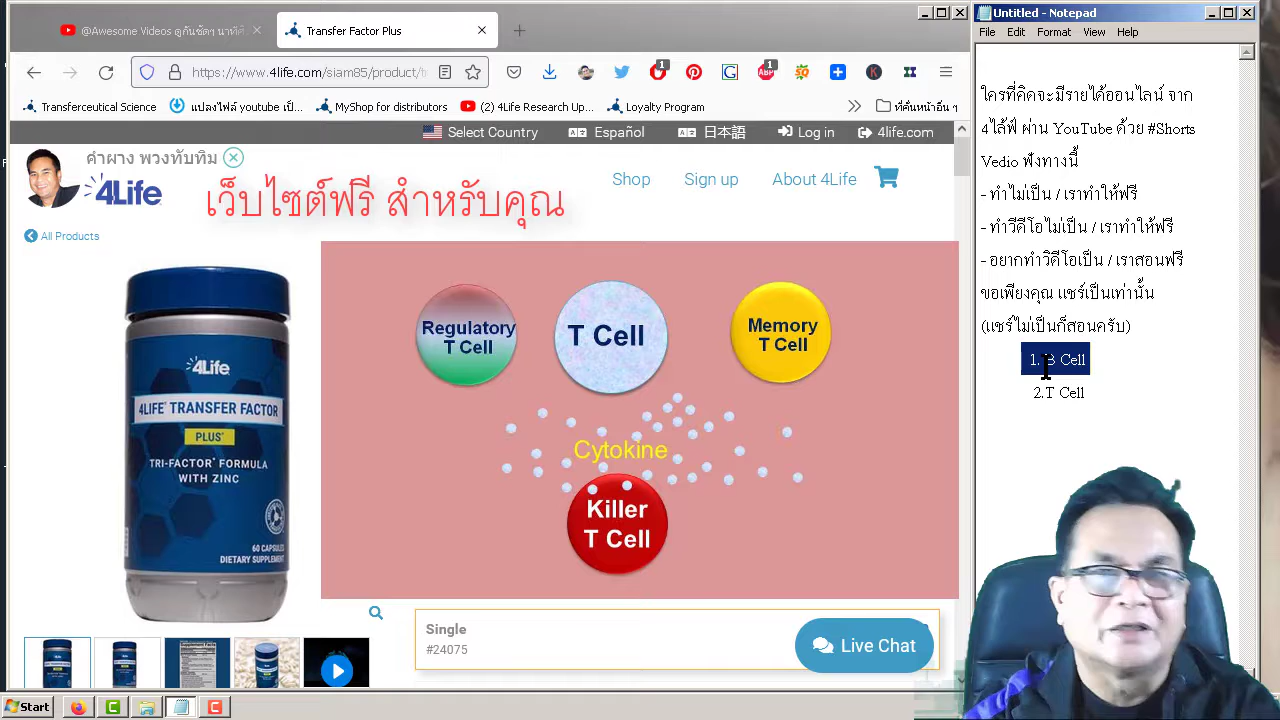 @Awesome Videos ดูกันชัดๆ นาทีค
Transfer Factor Plus
Untitled - Notepad
File Edit Format View Help
https://www.4life.com/siam85/product/tr
Transferceutical Science
แปลงไฟล์ youtube เป็...
MyShop for distributors
(2) 4Life Research Up...
Loyalty Program
ที่คั่นหน้าอื่น ๆ
Select Country
Español
日本語
Log in
4life.com
คำผาง พวงทับทิม
4Life
เว็บไซต์ฟรี สำหรับคุณ
Shop
Sign up
About 4Life
All Products
4Life
4LIFE® TRANSFER FACTOR
PLUS
TRI-FACTOR® FORMULA
WITH ZINC
60 CAPSULES
DIETARY SUPPLEMENT
Regulatory
T Cell
T Cell
Memory
T Cell
Cytokine
Killer
T Cell
Single
#24075
Live Chat
ใครที่คิดจะมีรายได้ออนไลน์ จาก
4ไล้ฟ์ ผ่าน YouTube ด้วย #Shorts
Vedio ฟังทางนี้
- ทำไม่เป็น / เราทำให้ฟรี
- ทำวีดีโอไม่เป็น / เราทำให้ฟรี
- อยากทำวิดีโอเป็น / เราสอนฟรี
ขอเพียงคุณ แชร์เป็นเท่านั้น
(แชร์ไม่เป็นก็สอนครับ)
1. B Cell
2.T Cell
Start